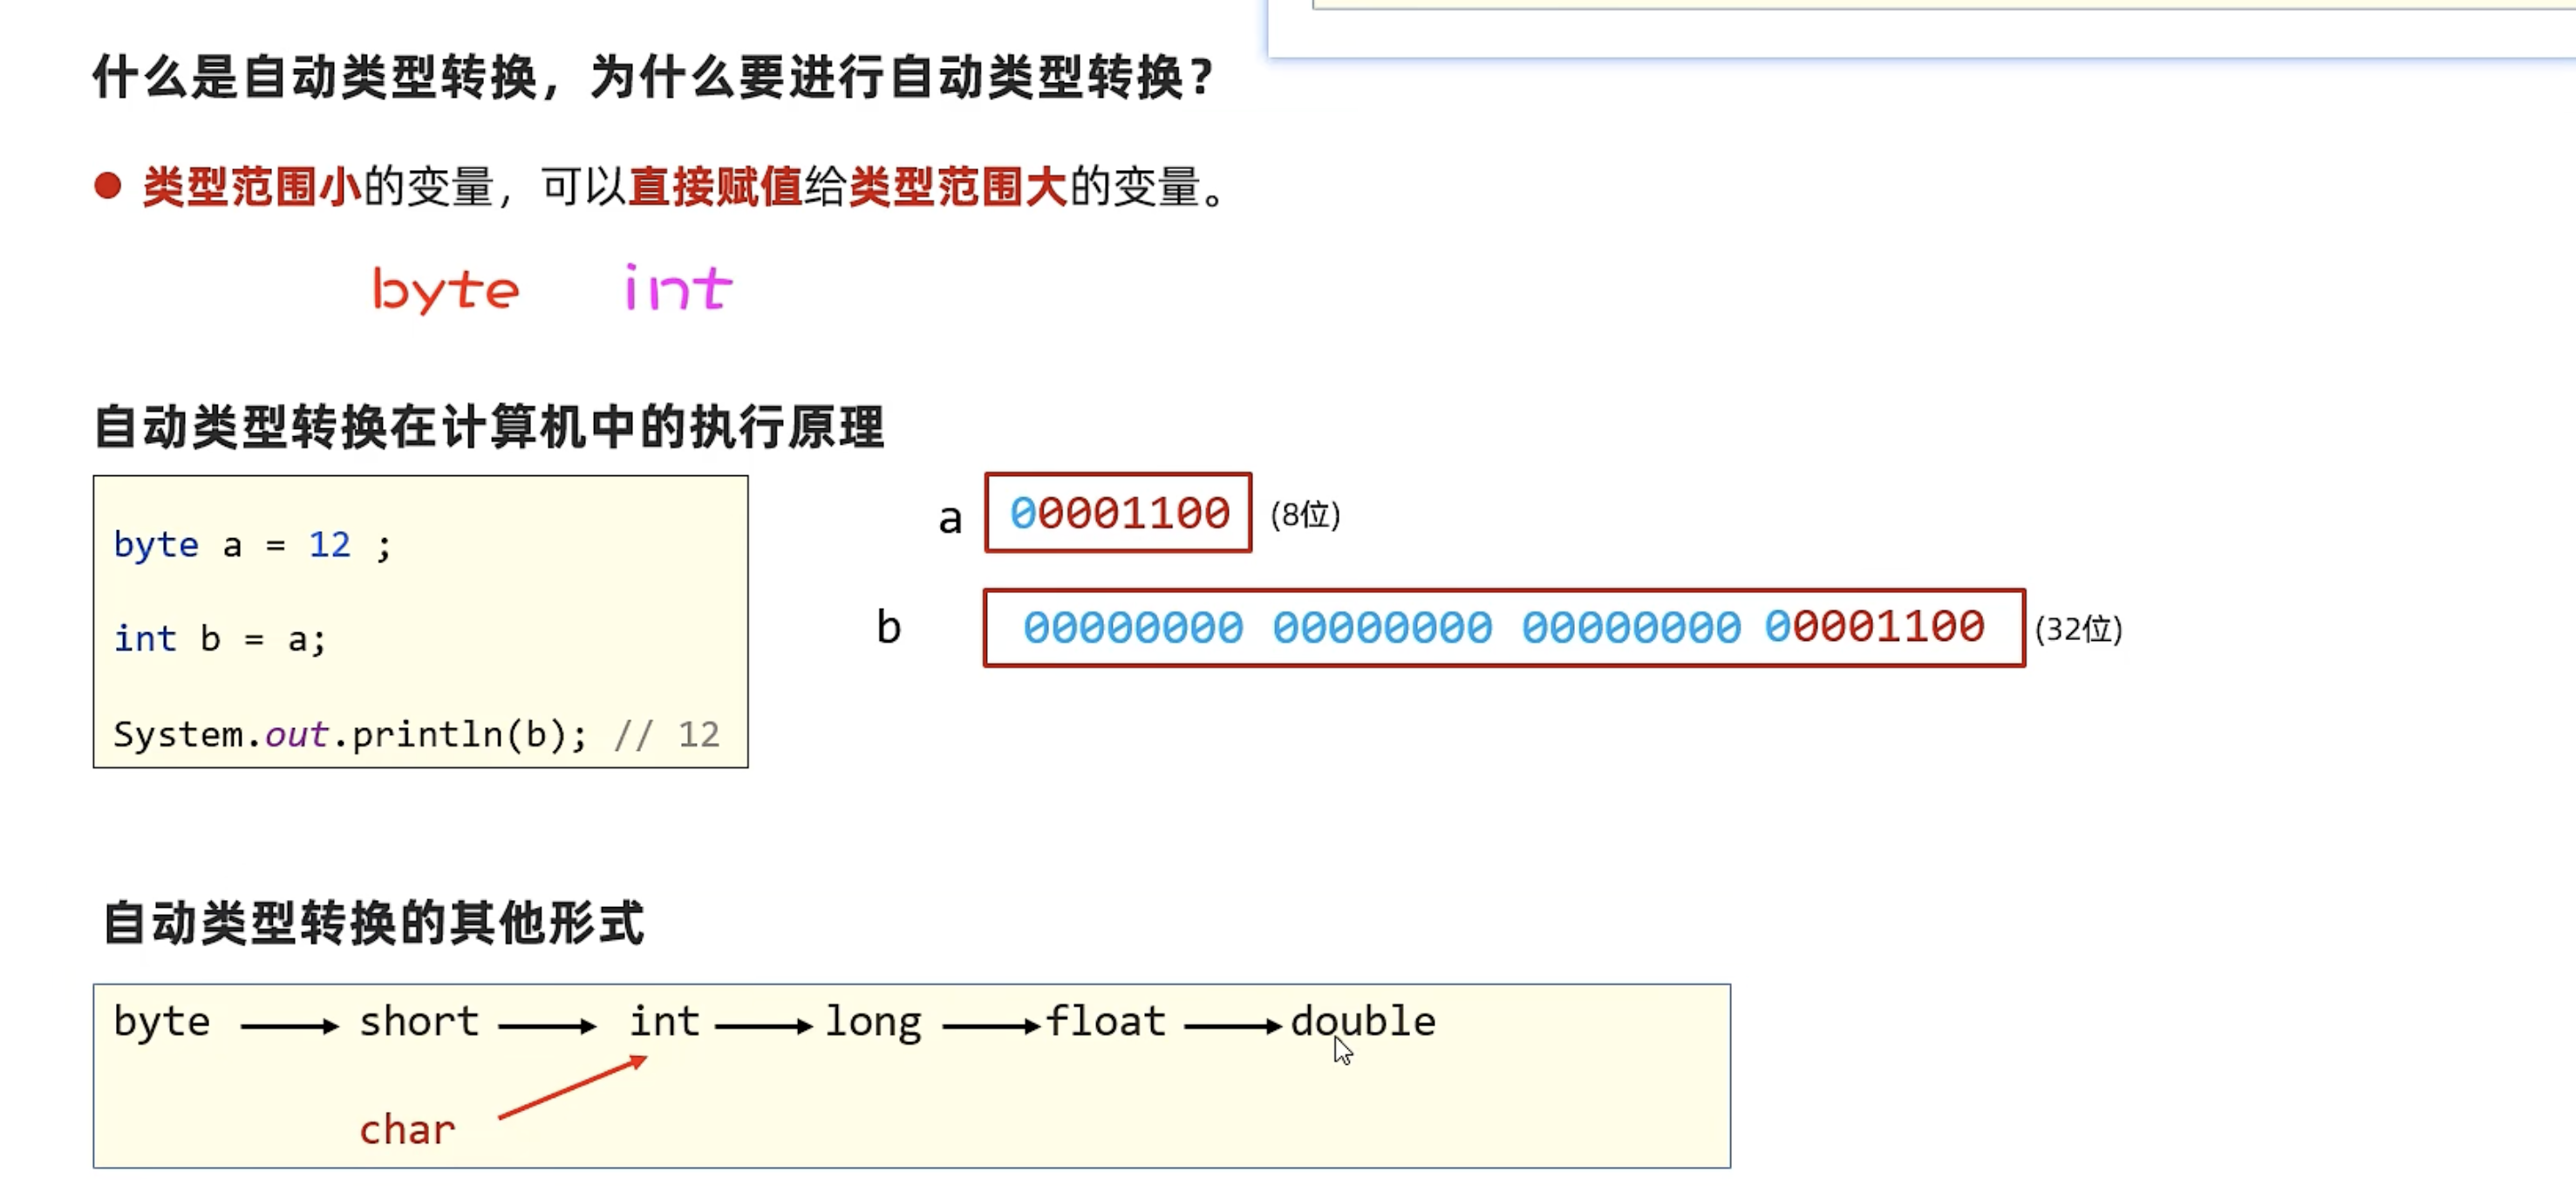 什么是自动类型转换，为什么要进行自动类型转换？
类型范围小的变量，可以直接赋值给类型范围大的变量。
byte int
自动类型转换在计算机中的执行原理
byte a = 12 ;
int b = a;
System.out.println(b); // 12
a 00001100 (8位)
b 00000000 00000000 00000000 00001100 (32位)
自动类型转换的其他形式
byte short int long float double
char